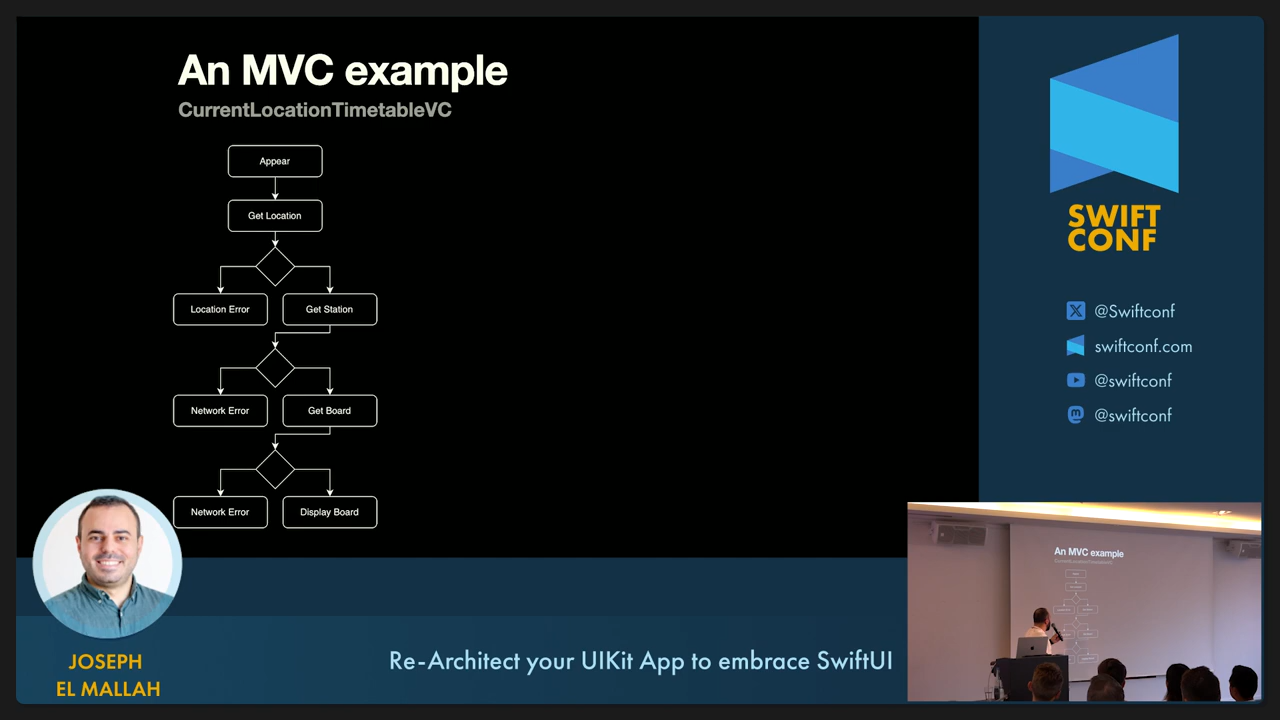 An MVC example
CurrentLocationTimetableVC
Appear
Get Location
Location Error
Get Station
Network Error
Get Board
Network Error
Display Board
SWIFT
CONF
@Swiftconf
swiftconf.com
@swiftconf
@swiftconf
JOSEPH
EL MALLAH
Re-Architect your UIKit App to embrace SwiftUI
An MVC example